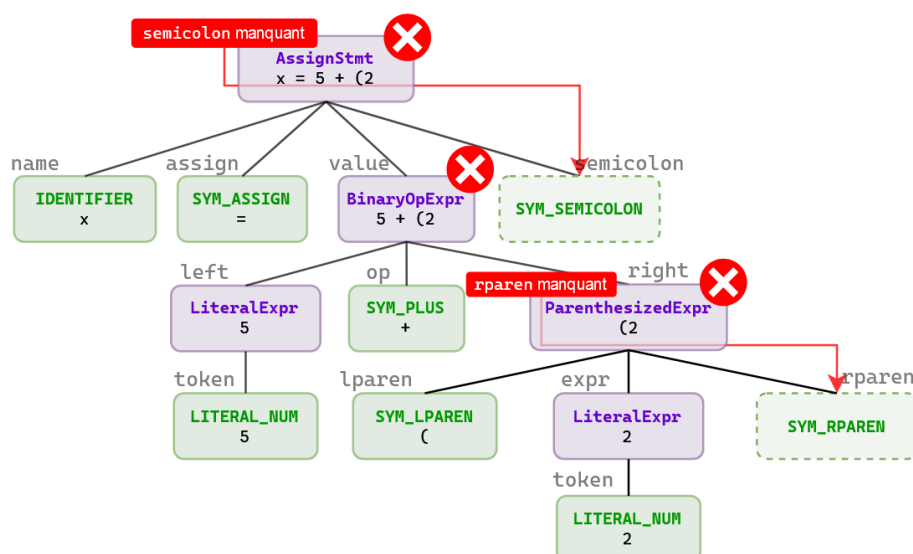 semicolon manquant
AssignStmt
x = 5 + (2
name
assign
value
semicolon
IDENTIFIER
x
SYM_ASSIGN
=
BinaryOpExpr
5 + (2
SYM_SEMICOLON
left
op
right
rparen manquant
LiteralExpr
5
SYM_PLUS
+
ParenthesizedExpr
(2
token
lparen
expr
rparen
LITERAL_NUM
5
SYM_LPAREN
(
LiteralExpr
2
SYM_RPAREN
token
LITERAL_NUM
2